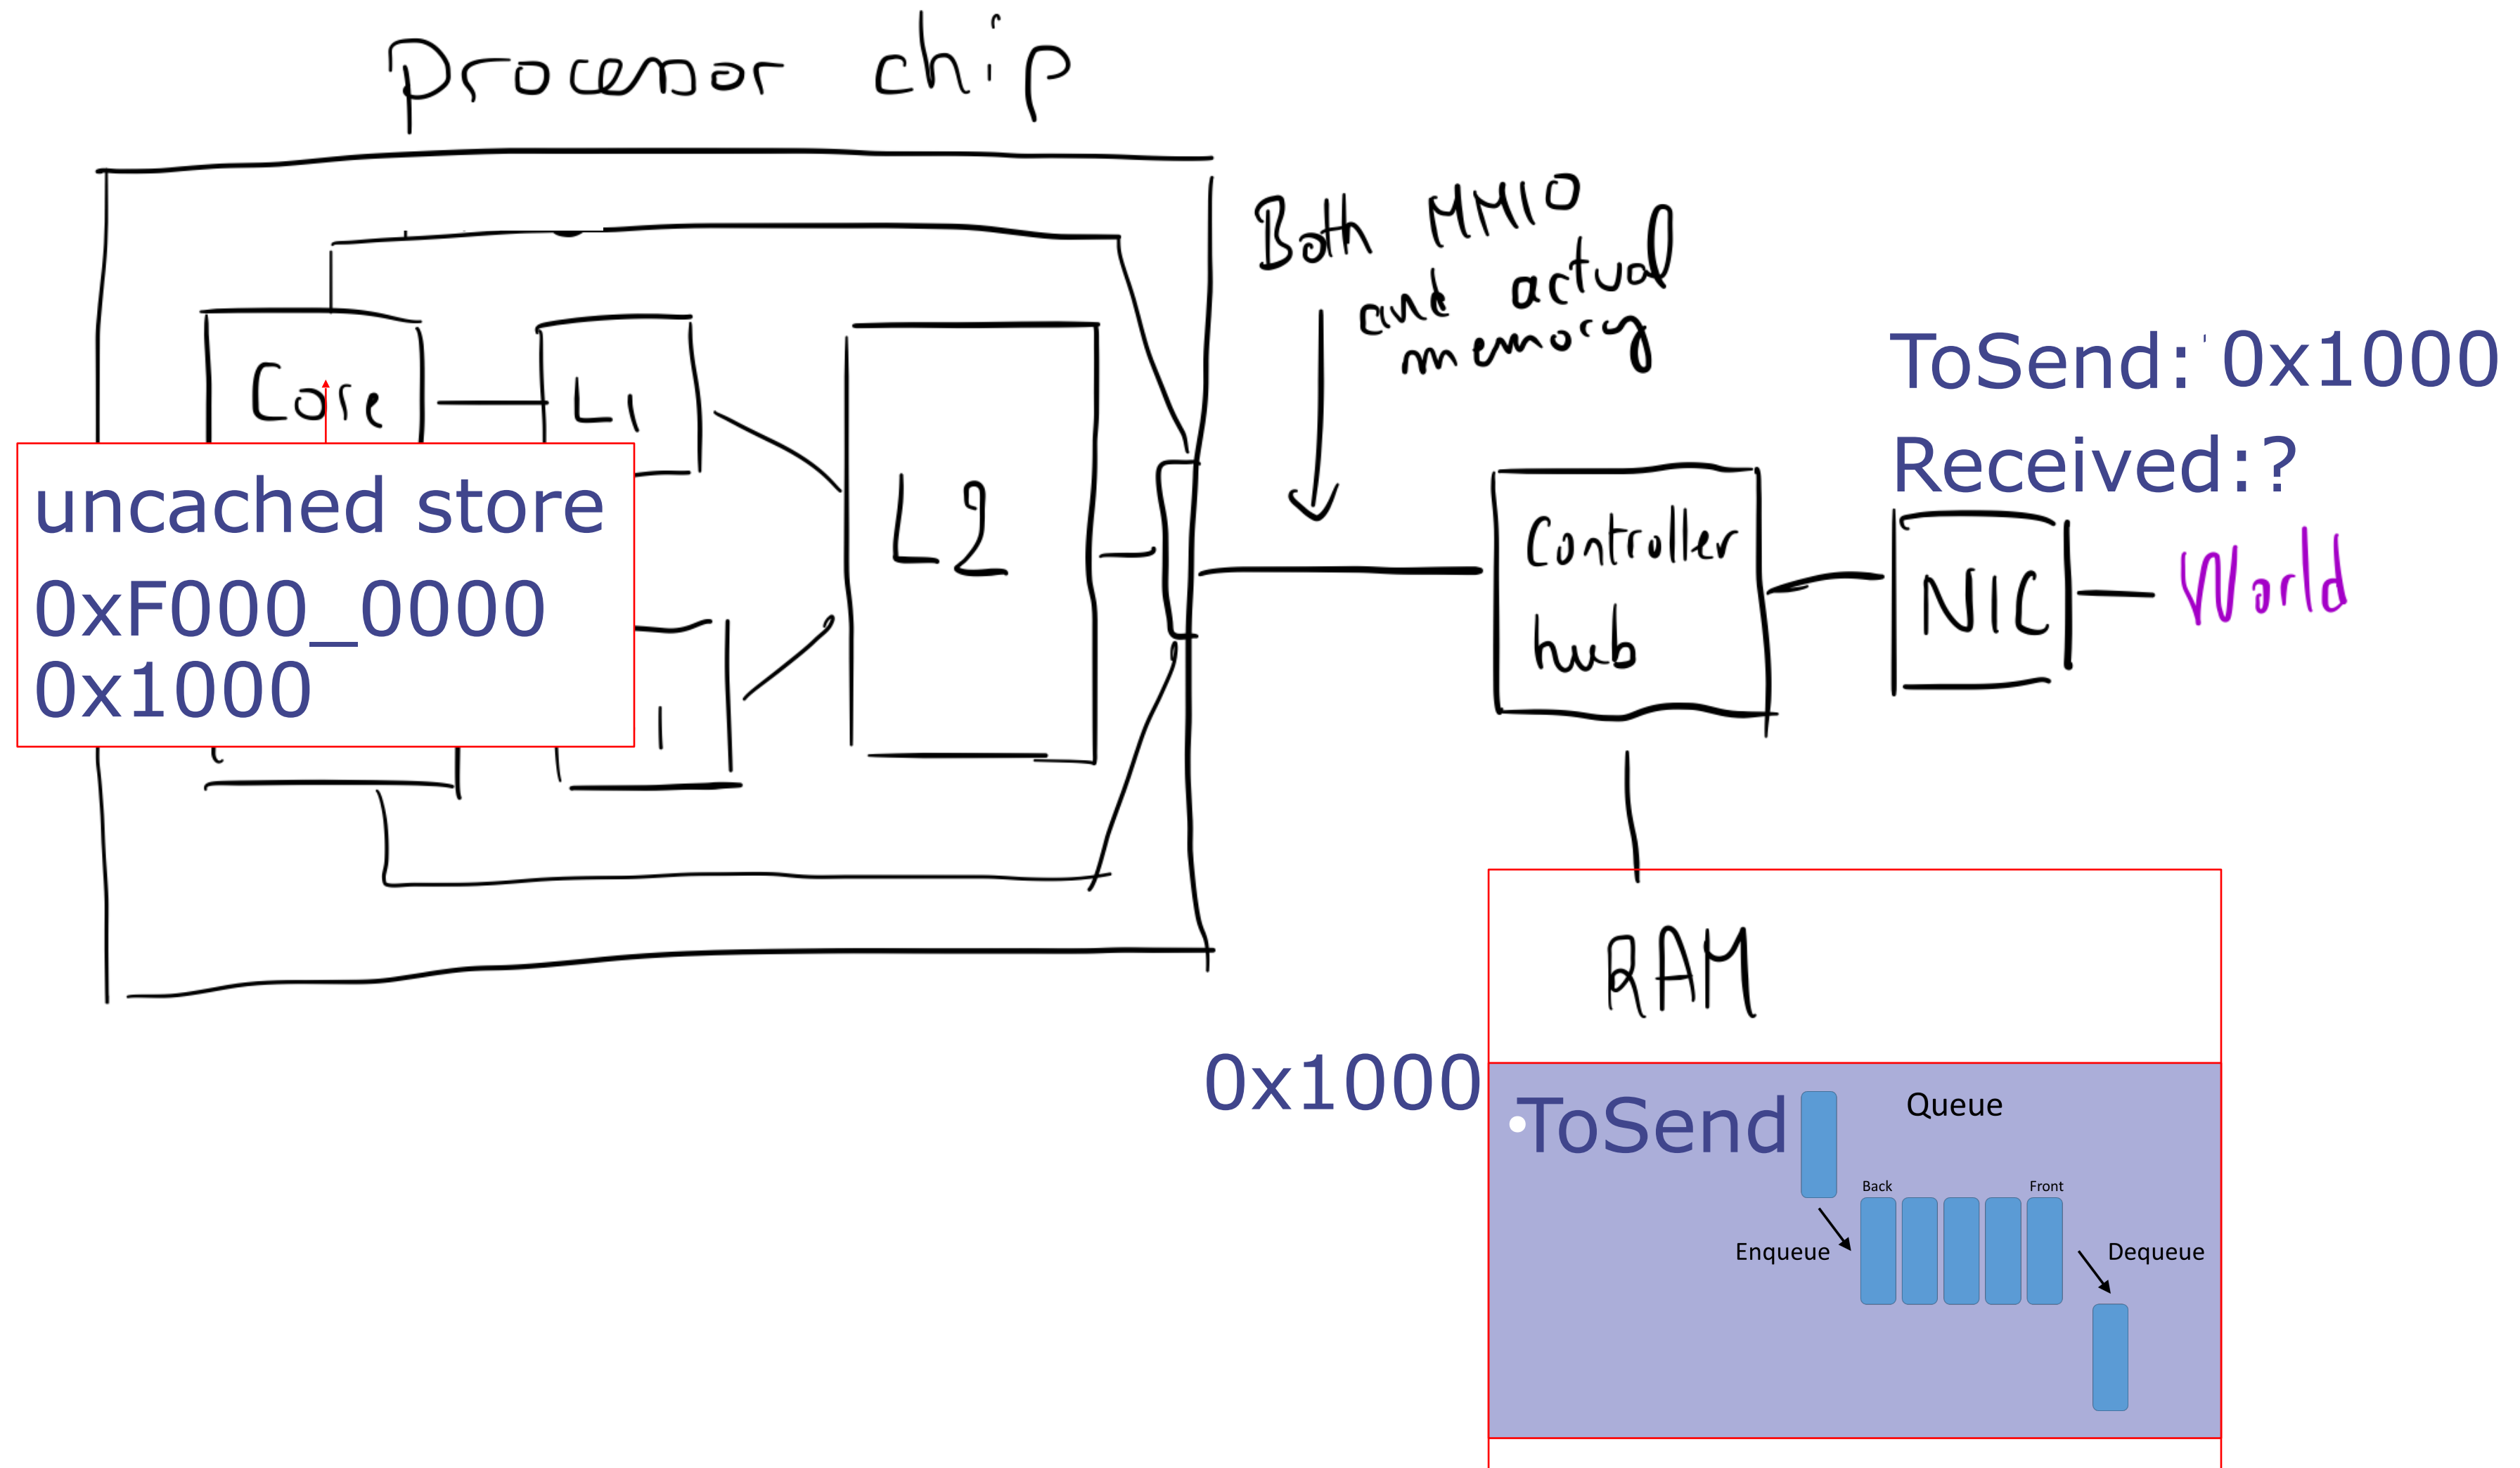 processor chip
Both MMIO
and actual
memory
Core
L1
L2
uncached store
0xF000_0000
0x1000
Controller
hub
ToSend: 0x1000
Received:?
NIC
World
RAM
0x1000
ToSend
Queue
Back
Front
Enqueue
Dequeue